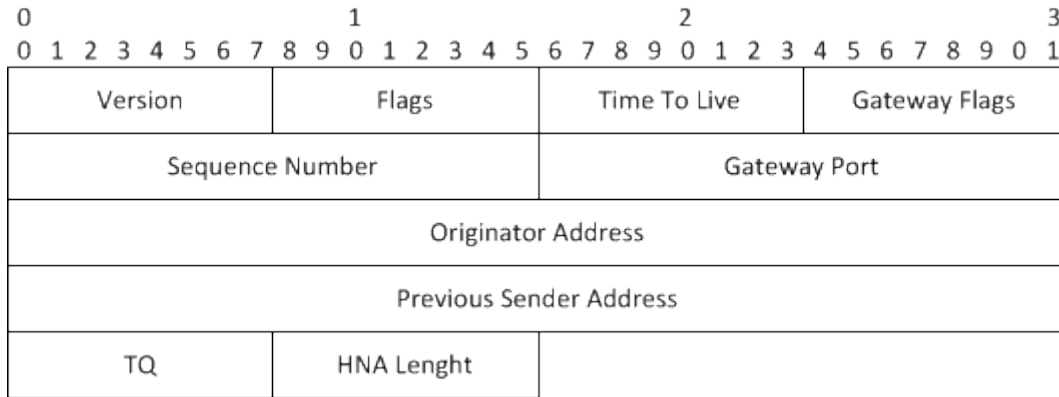 0 1 2 3
0 1 2 3 4 5 6 7 8 9 0 1 2 3 4 5 6 7 8 9 0 1 2 3 4 5 6 7 8 9 0 1
Version Flags Time To Live Gateway Flags
Sequence Number Gateway Port
Originator Address
Previous Sender Address
TQ HNA Lenght